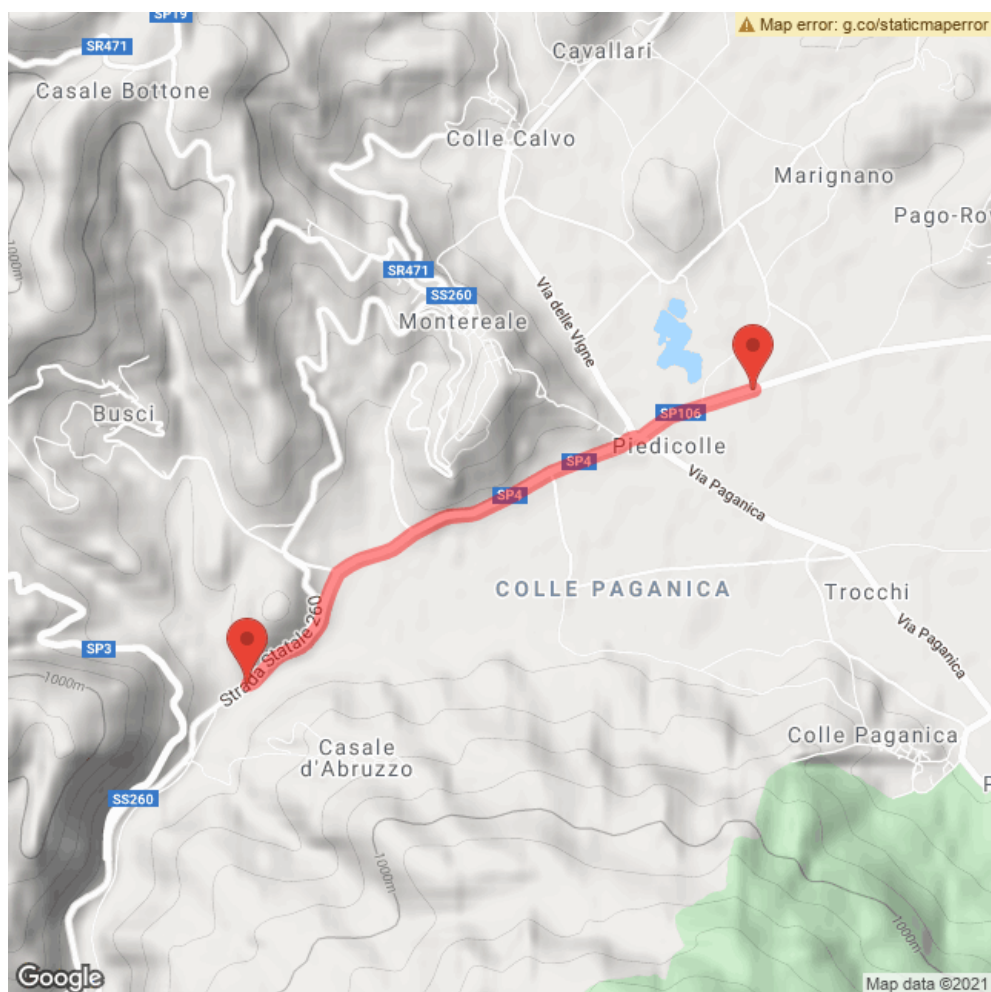 SP19
⚠ Map error: g.co/staticmaperror
SR471
Cavallari
Casale Bottone
Colle Calvo
Marignano
Pago-Ro
1000m
SR471
SS260
Via delle Vigne
Montereale
Busci
SP106
Piedicolle
SP4
SP4
Via Paganica
COLLE PAGANICA
Trocchi
Strada Statale 260
Via Paganica
SP3
1000m
Colle Paganica
Casale
d'Abruzzo
P
SS260
1000m
1000m
Google
Map data ©2021